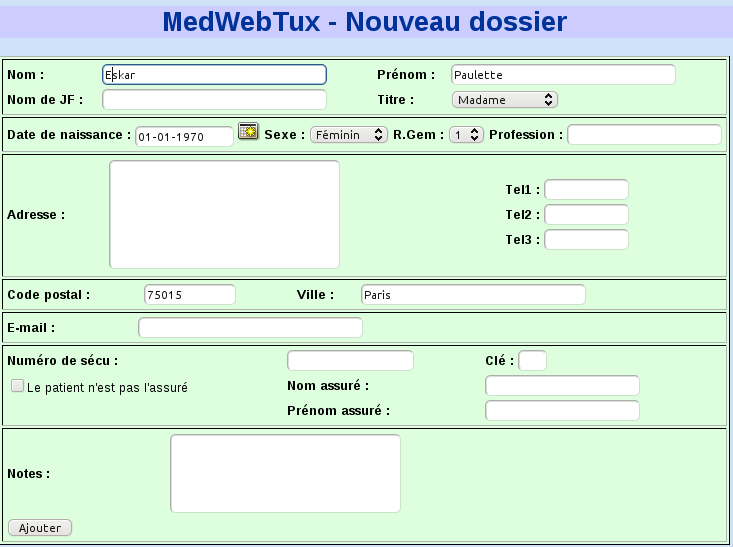 MedWebTux - Nouveau dossier
Nom : Eskar Prénom : Paulette
Nom de JF : Titre : Madame
Date de naissance : 01-01-1970 Sexe : Féminin R.Gem : 1 Profession :
Adresse :
Tel1 :
Tel2 :
Tel3 :
Code postal : 75015 Ville : Paris
E-mail :
Numéro de sécu : Clé :
Le patient n'est pas l'assuré Nom assuré :
Prénom assuré :
Notes :
Ajouter